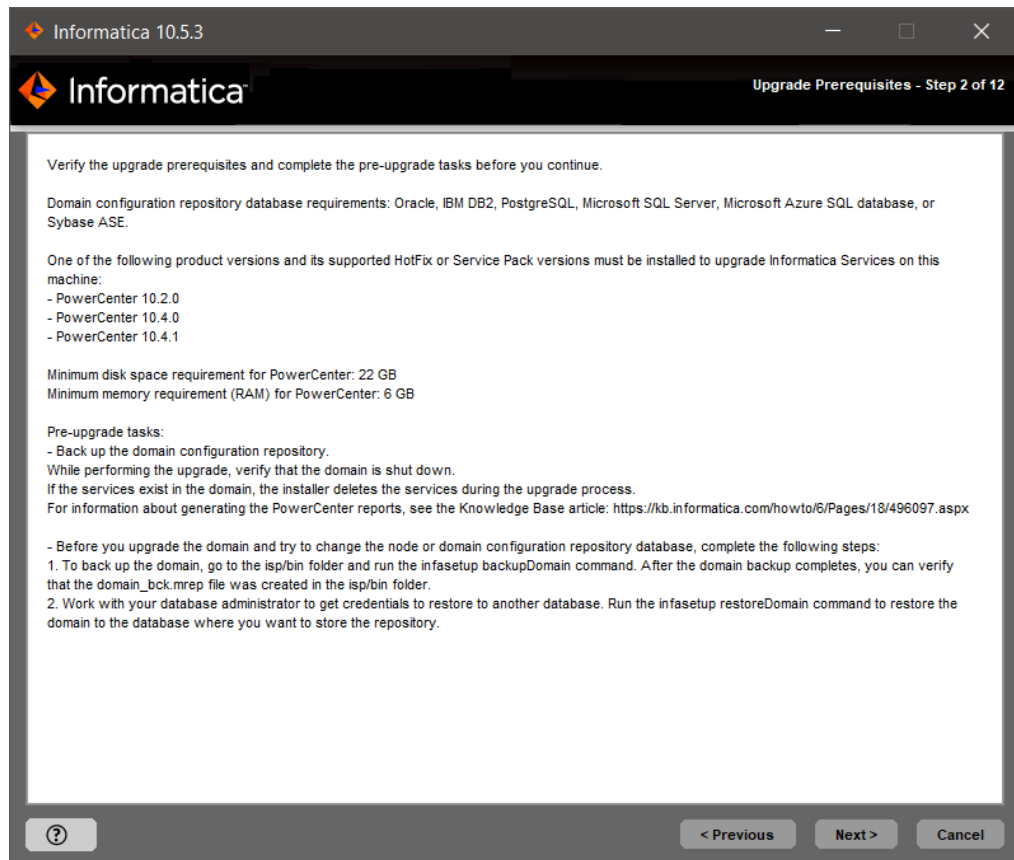 Informatica 10.5.3
Informatica
Upgrade Prerequisites - Step 2 of 12
Verify the upgrade prerequisites and complete the pre-upgrade tasks before you continue.
Domain configuration repository database requirements: Oracle, IBM DB2, PostgreSQL, Microsoft SQL Server, Microsoft Azure SQL database, or
Sybase ASE.
One of the following product versions and its supported HotFix or Service Pack versions must be installed to upgrade Informatica Services on this
machine:
- PowerCenter 10.2.0
- PowerCenter 10.4.0
- PowerCenter 10.4.1
Minimum disk space requirement for PowerCenter: 22 GB
Minimum memory requirement (RAM) for PowerCenter: 6 GB
Pre-upgrade tasks:
- Back up the domain configuration repository.
While performing the upgrade, verify that the domain is shut down.
If the services exist in the domain, the installer deletes the services during the upgrade process.
For information about generating the PowerCenter reports, see the Knowledge Base article: https://kb.informatica.com/howto/6/Pages/18/496097.aspx
- Before you upgrade the domain and try to change the node or domain configuration repository database, complete the following steps:
1. To back up the domain, go to the isp/bin folder and run the infasetup backupDomain command. After the domain backup completes, you can verify
that the domain_bck.mrep file was created in the isp/bin folder.
2. Work with your database administrator to get credentials to restore to another database. Run the infasetup restoreDomain command to restore the
domain to the database where you want to store the repository.
?
< Previous
Next >
Cancel